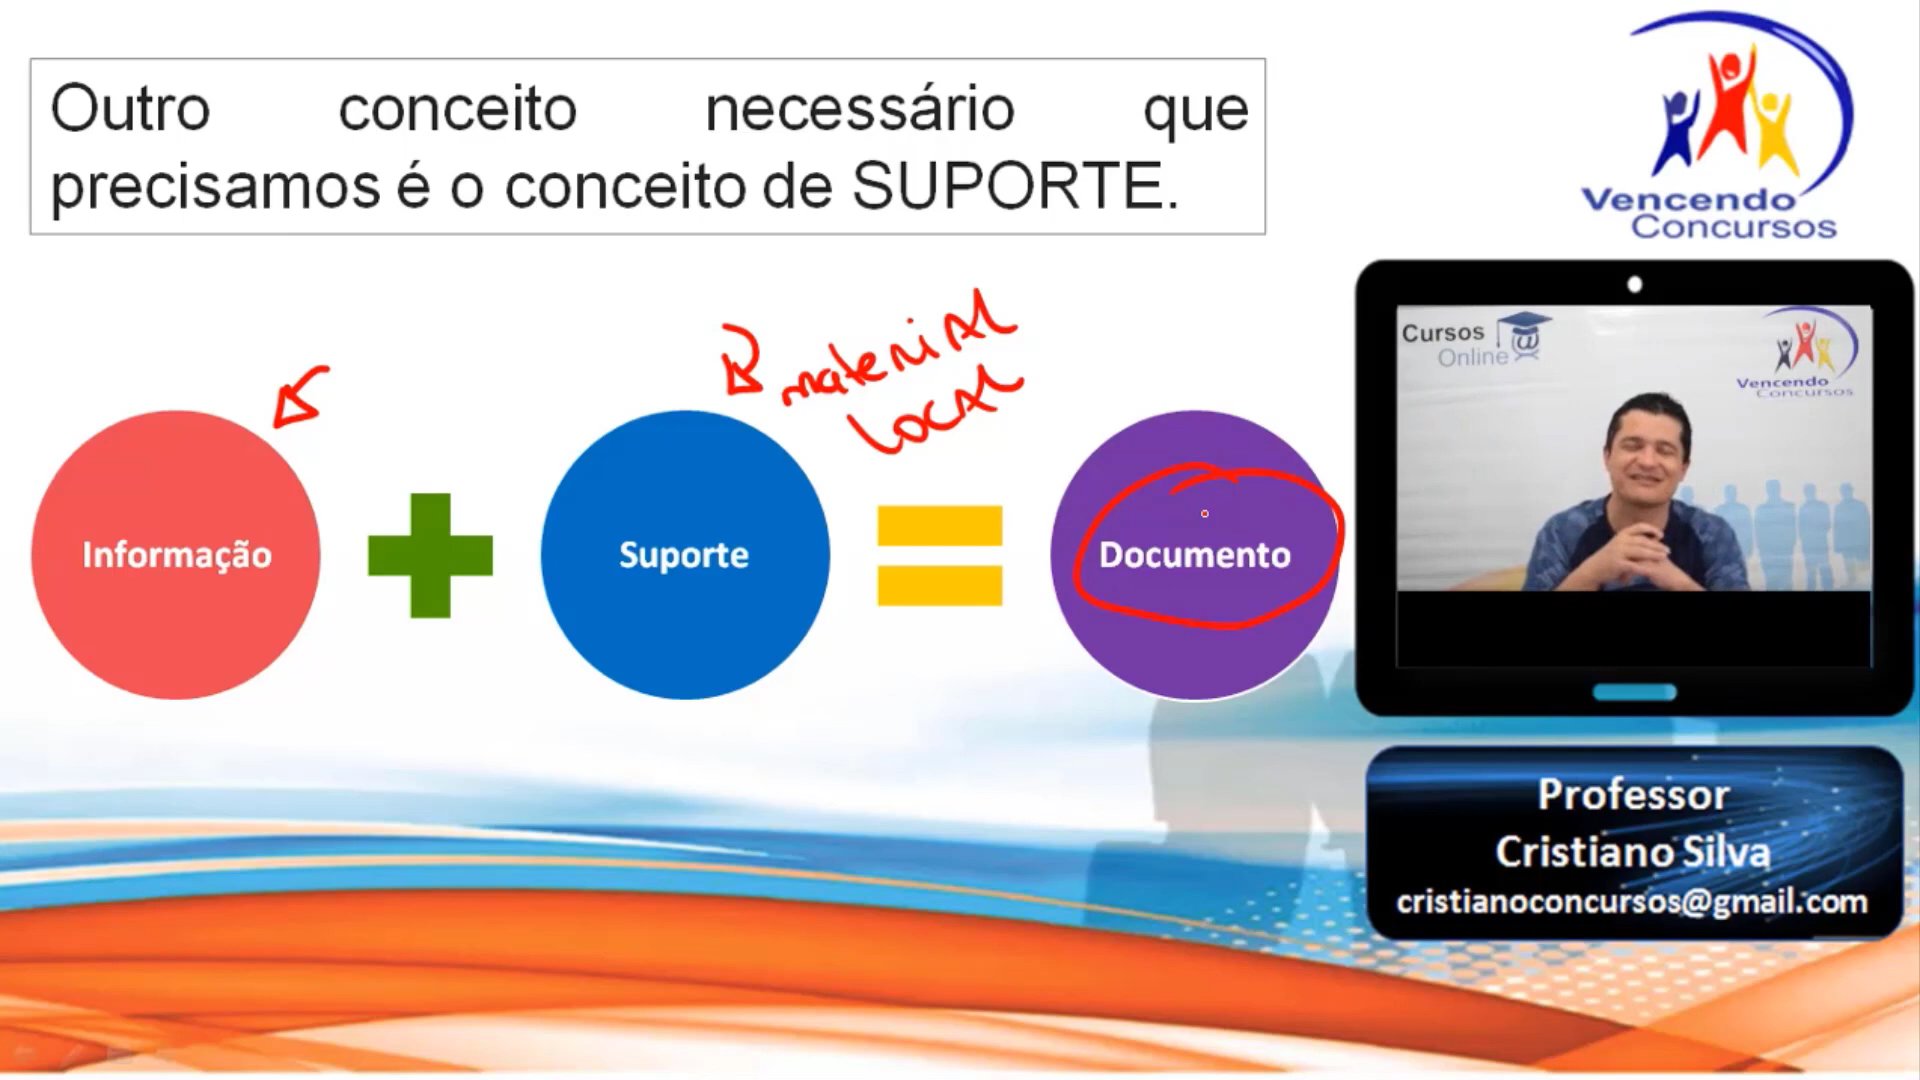 Outro conceito necessário que
precisamos é o conceito de SUPORTE.
Vencendo
Concursos
material
local
Informação
Suporte
Documento
Cursos
Online
Vencendo
Concursos
Professor
Cristiano Silva
cristianoconcursos@gmail.com